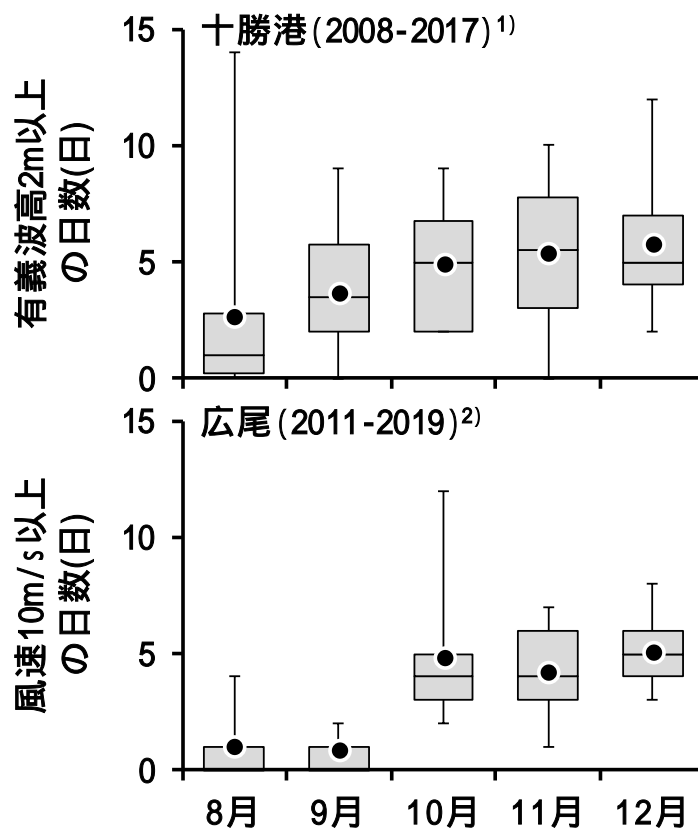 十勝港(2008-2017)1)
有義波高2m以上
の日数(日)
15
10
5
0
広尾(2011-2019)2)
風速10m/s以上
の日数(日)
15
10
5
0
8月 9月 10月 11月 12月